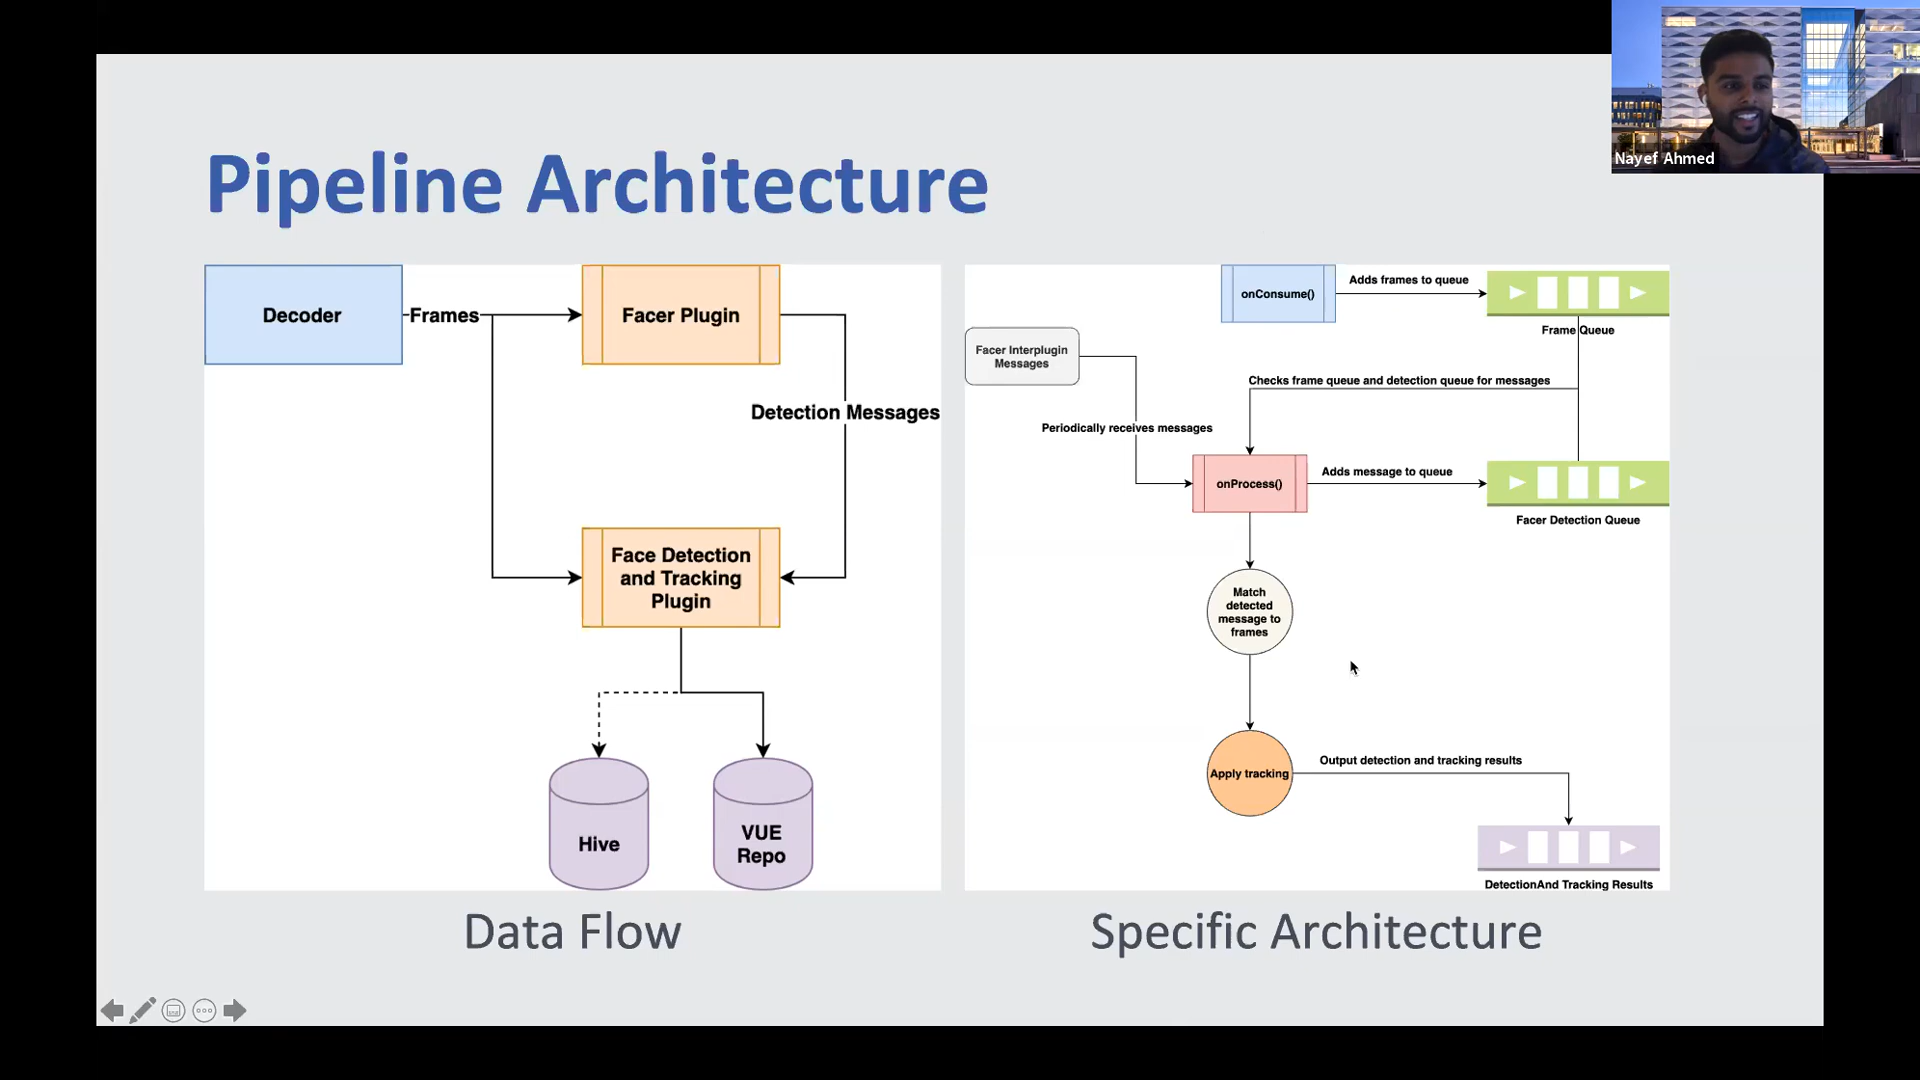 Nayef Ahmed
Pipeline Architecture
Decoder
Frames
Facer Plugin
Detection Messages
Face Detection
and Tracking
Plugin
Hive
VUE
Repo
Data Flow
onConsume()
Adds frames to queue
Frame Queue
Facer Interplugin
Messages
Checks frame queue and detection queue for messages
Periodically receives messages
onProcess()
Adds message to queue
Facer Detection Queue
Match
detected
message to
frames
Apply tracking
Output detection and tracking results
DetectionAnd Tracking Results
Specific Architecture